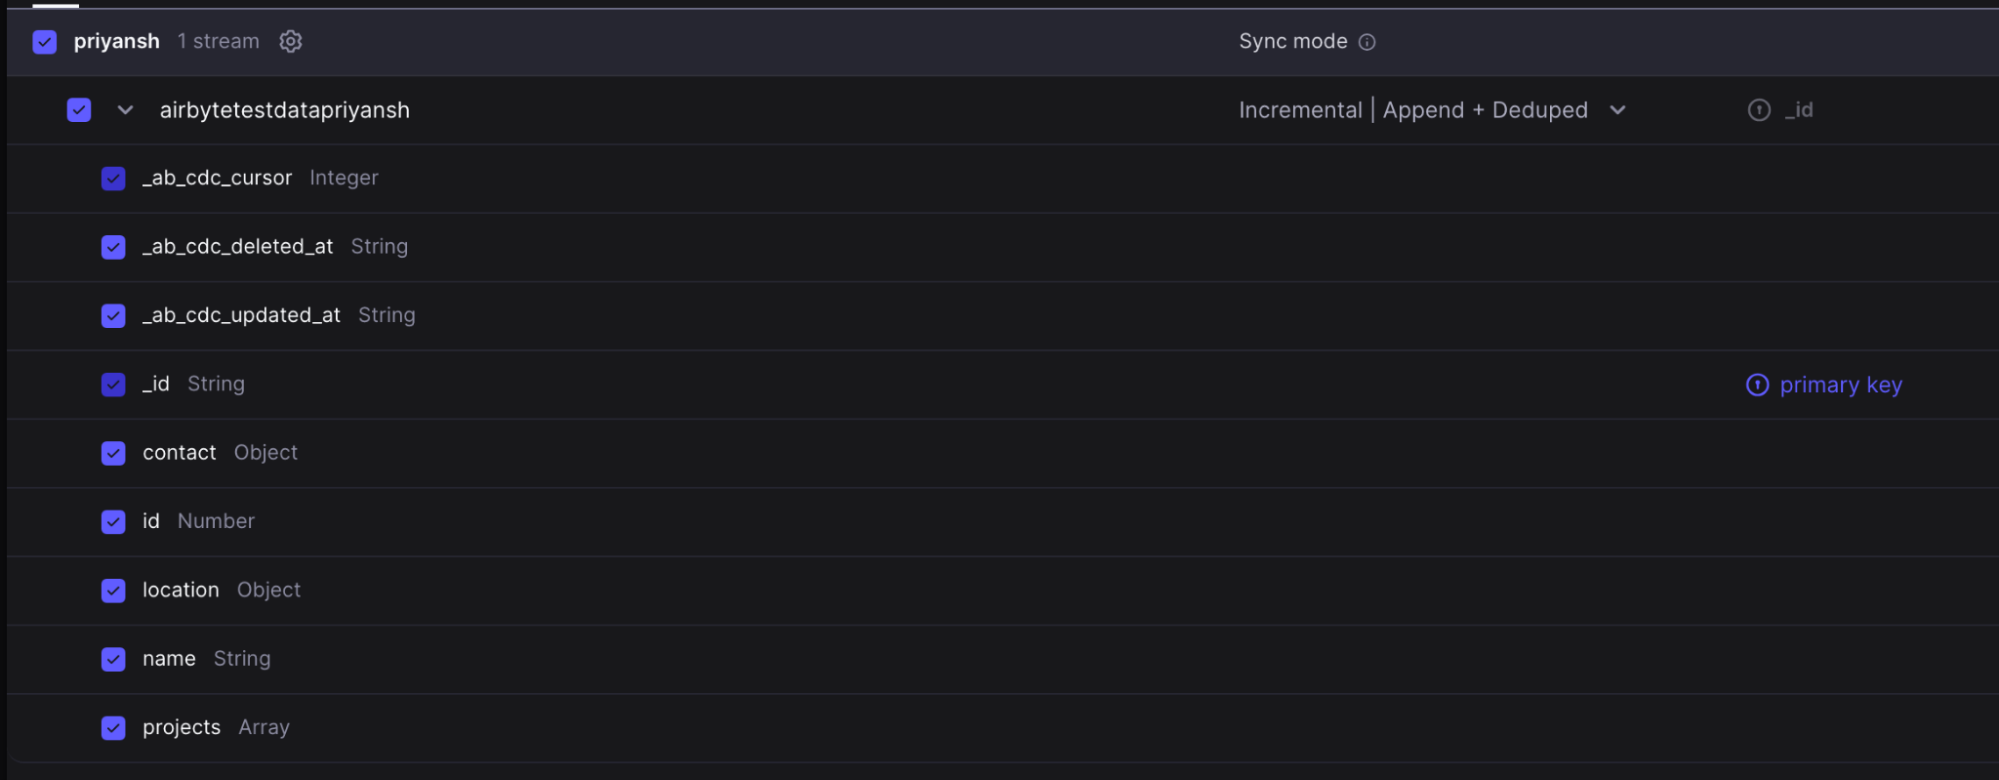 priyansh 1 stream Sync mode
airbytetestdatapriyansh Incremental | Append + Deduped _id
_ab_cdc_cursor Integer
_ab_cdc_deleted_at String
_ab_cdc_updated_at String
_id String primary key
contact Object
id Number
location Object
name String
projects Array